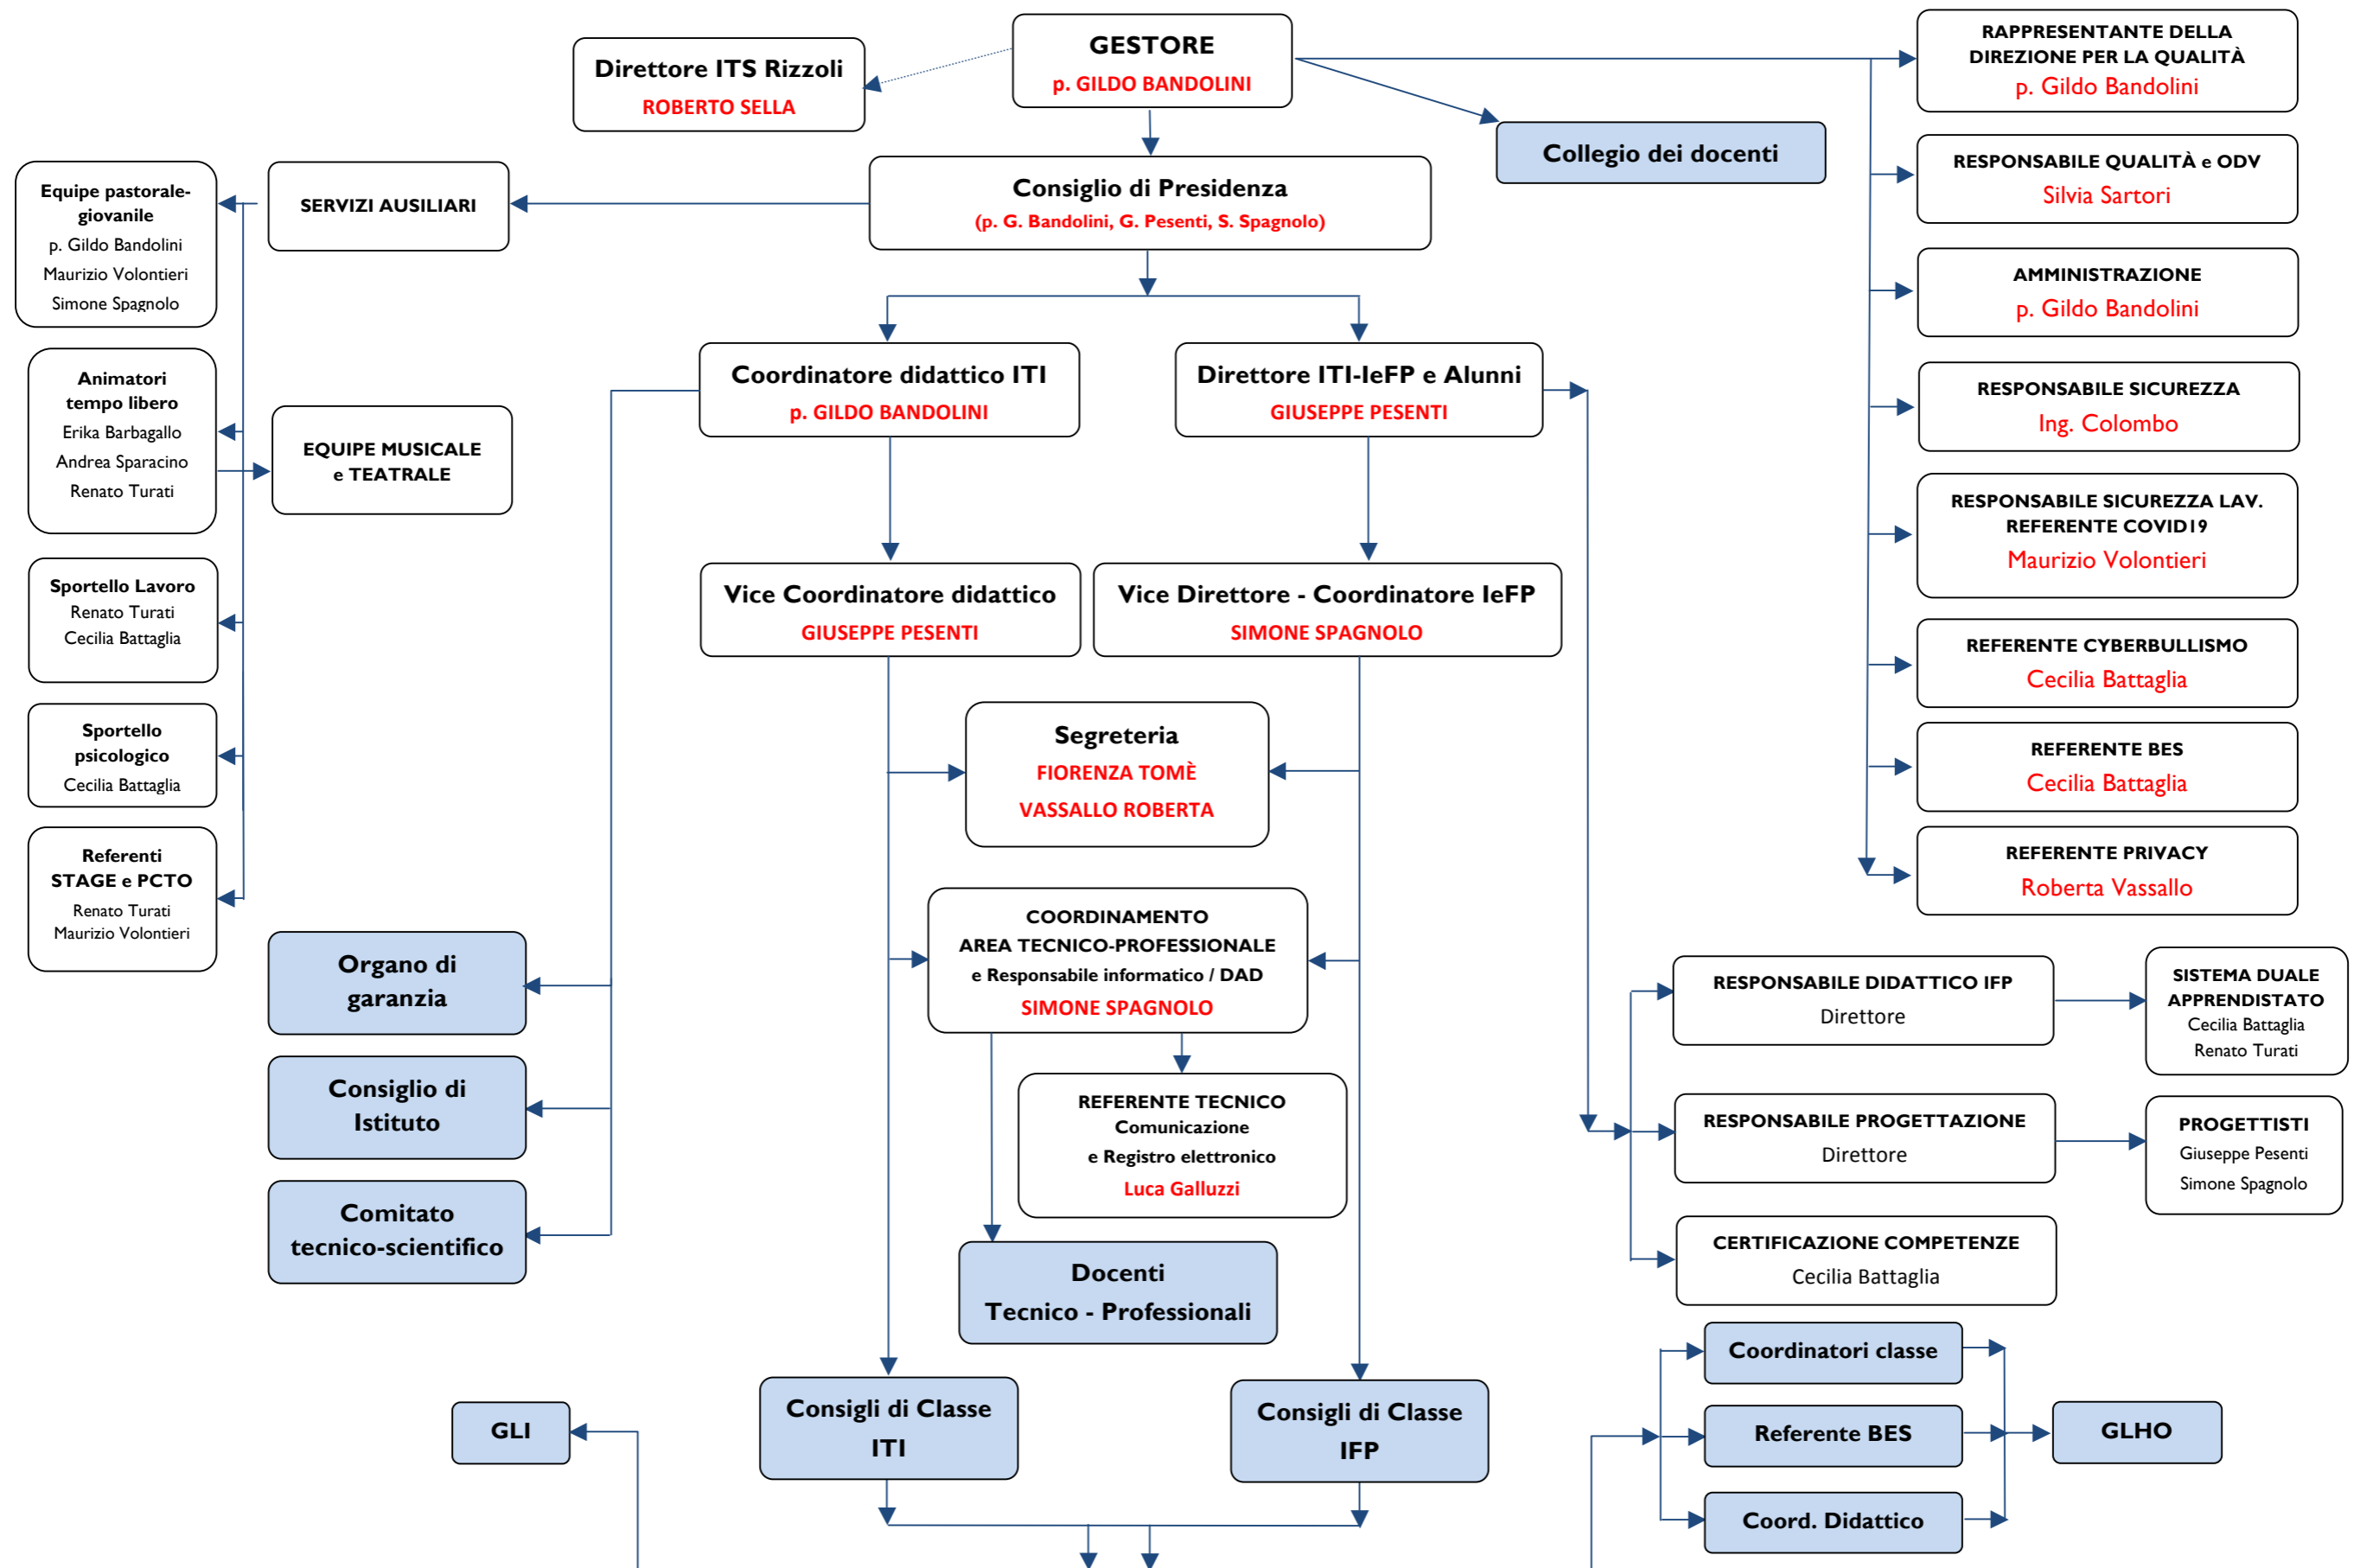 GESTORE
p. GILDO BANDOLINI
Direttore ITS Rizzoli
ROBERTO SELLA
RAPPRESENTANTE DELLA
DIREZIONE PER LA QUALITÀ
p. Gildo Bandolini
Collegio dei docenti
Consiglio di Presidenza
(p. G. Bandolini, G. Pesenti, S. Spagnolo)
SERVIZI AUSILIARI
Equipe pastorale-
giovanile
p. Gildo Bandolini
Maurizio Volontieri
Simone Spagnolo
RESPONSABILE QUALITÀ e ODV
Silvia Sartori
AMMINISTRAZIONE
p. Gildo Bandolini
Coordinatore didattico ITI
p. GILDO BANDOLINI
Direttore ITI-IeFP e Alunni
GIUSEPPE PESENTI
Animatori
tempo libero
Erika Barbagallo
Andrea Sparacino
Renato Turati
EQUIPE MUSICALE
e TEATRALE
RESPONSABILE SICUREZZA
Ing. Colombo
RESPONSABILE SICUREZZA LAV.
REFERENTE COVID19
Maurizio Volontieri
Sportello Lavoro
Renato Turati
Cecilia Battaglia
Vice Coordinatore didattico
GIUSEPPE PESENTI
Vice Direttore - Coordinatore IeFP
SIMONE SPAGNOLO
REFERENTE CYBERBULLISMO
Cecilia Battaglia
Sportello
psicologico
Cecilia Battaglia
Segreteria
FIORENZA TOMÈ
VASSALLO ROBERTA
REFERENTE BES
Cecilia Battaglia
Referenti
STAGE e PCTO
Renato Turati
Maurizio Volontieri
REFERENTE PRIVACY
Roberta Vassallo
COORDINAMENTO
AREA TECNICO-PROFESSIONALE
e Responsabile informatico / DAD
SIMONE SPAGNOLO
Organo di
garanzia
RESPONSABILE DIDATTICO IFP
Direttore
SISTEMA DUALE
APPRENDISTATO
Cecilia Battaglia
Renato Turati
Consiglio di
Istituto
REFERENTE TECNICO
Comunicazione
e Registro elettronico
Luca Galluzzi
RESPONSABILE PROGETTAZIONE
Direttore
PROGETTISTI
Giuseppe Pesenti
Simone Spagnolo
Comitato
tecnico-scientifico
Docenti
Tecnico - Professionali
CERTIFICAZIONE COMPETENZE
Cecilia Battaglia
Coordinatori classe
Consigli di Classe
ITI
Consigli di Classe
IFP
GLI
Referente BES
GLHO
Coord. Didattico